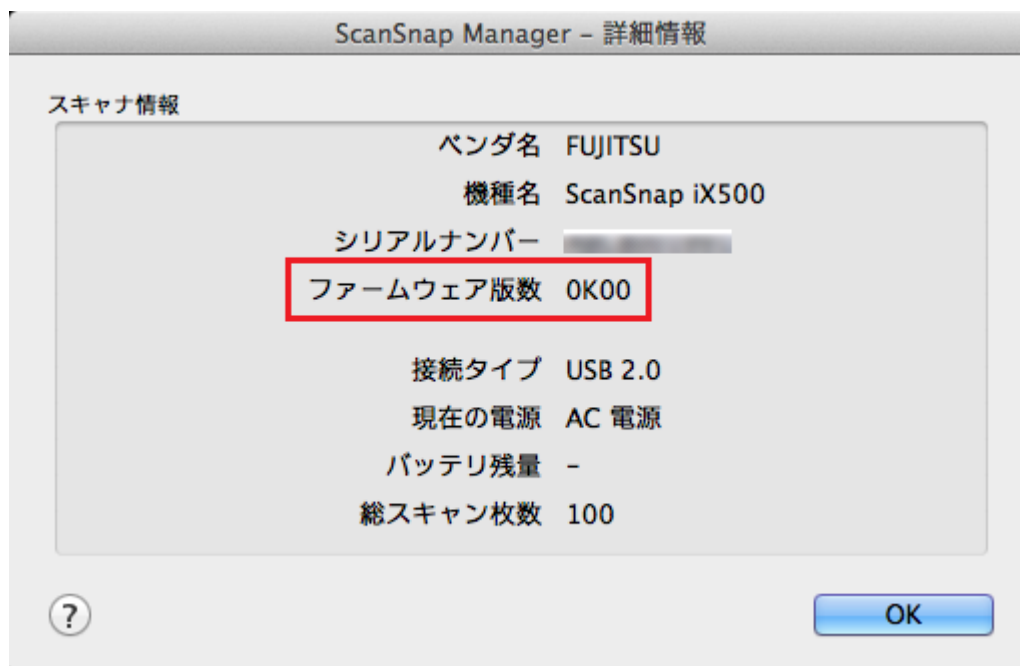 ScanSnap Manager – 詳細情報
スキャナ情報
ベンダ名 FUJITSU
機種名 ScanSnap iX500
シリアルナンバー
ファームウェア版数 0K00
接続タイプ USB 2.0
現在の電源 AC 電源
バッテリ残量 –
総スキャン枚数 100
?
OK